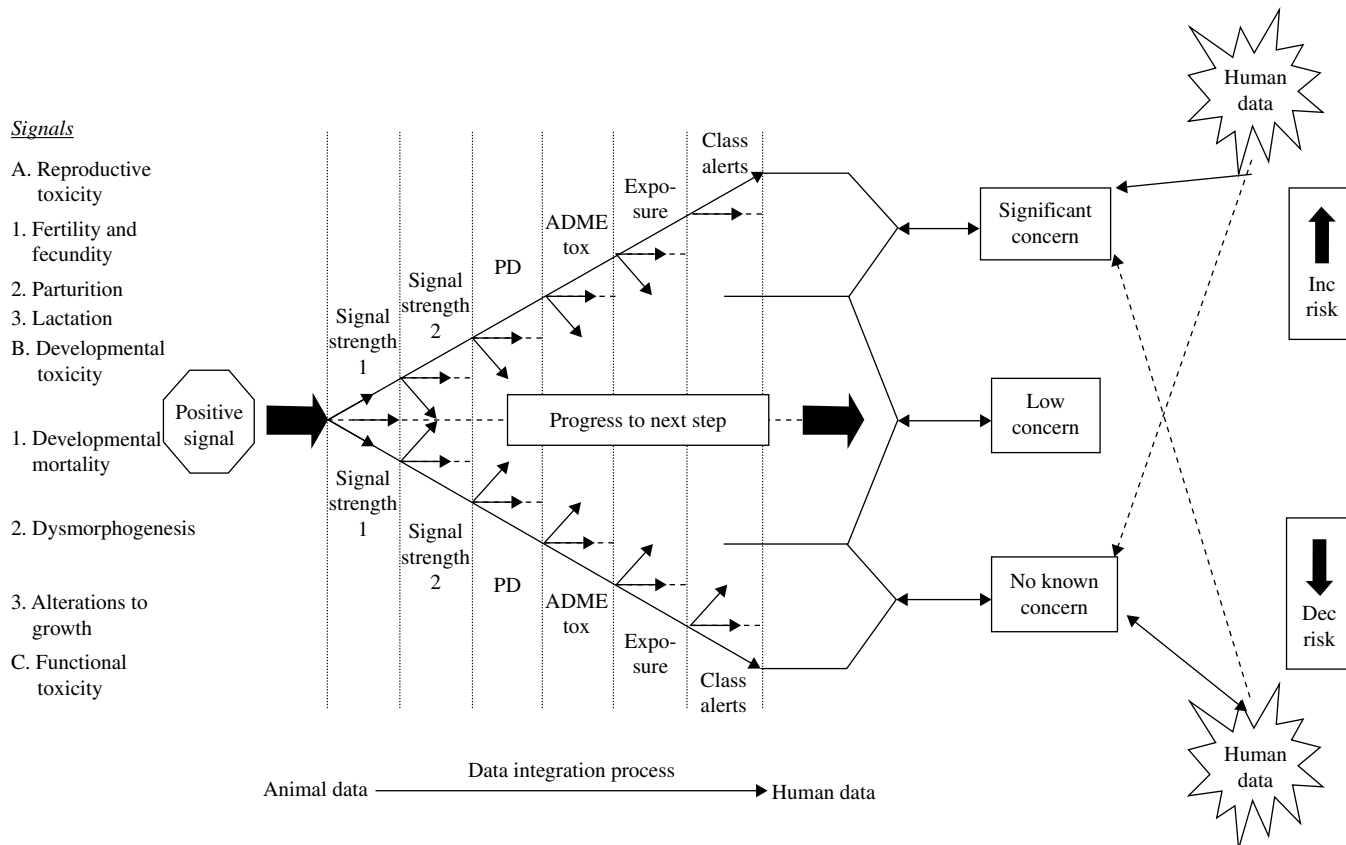 Signals
A. Reproductive
toxicity
1. Fertility and
fecundity
2. Parturition
3. Lactation
B. Developmental
toxicity
1. Developmental
mortality
2. Dysmorphogenesis
3. Alterations to
growth
C. Functional
toxicity
Positive
signal
Signal
strength
1
Signal
strength
2
PD
ADME
tox
Expo-
sure
Class
alerts
Progress to next step
Signal
strength
1
Signal
strength
2
PD
ADME
tox
Expo-
sure
Class
alerts
Significant
concern
Low
concern
No known
concern
Human
data
Inc
risk
Dec
risk
Human
data
Data integration process
Animal data
Human data